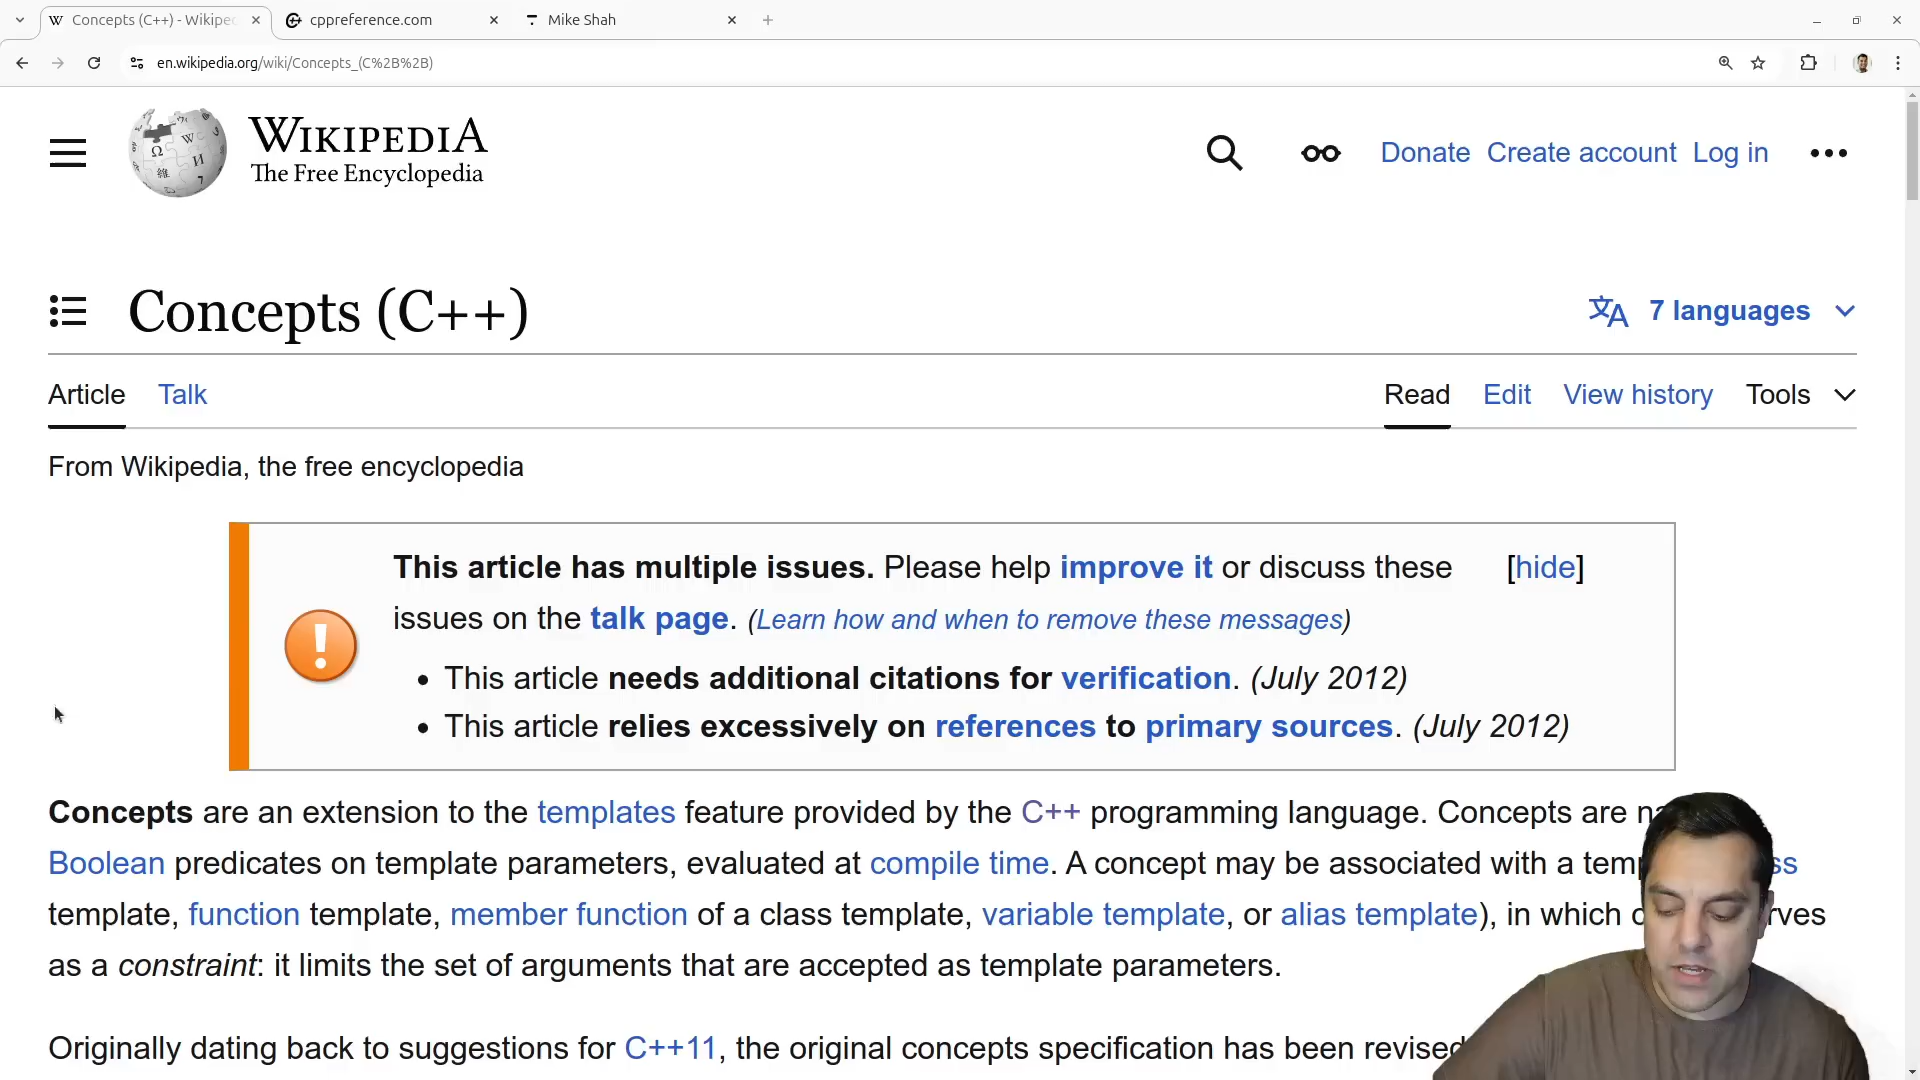 Concepts (C++) - Wikiped
cppreference.com
Mike Shah
en.wikipedia.org/wiki/Concepts_(C%2B%2B)
WIKIPEDIA
The Free Encyclopedia
Donate Create account Log in
Concepts (C++)
7 languages
Article Talk Read Edit View history Tools
From Wikipedia, the free encyclopedia
This article has multiple issues. Please help improve it or discuss these [hide]
issues on the talk page. (Learn how and when to remove these messages)
• This article needs additional citations for verification. (July 2012)
• This article relies excessively on references to primary sources. (July 2012)
Concepts are an extension to the templates feature provided by the C++ programming language. Concepts are
Boolean predicates on template parameters, evaluated at compile time. A concept may be associated with a
template, function template, member function of a class template, variable template, or alias template), in which
as a constraint: it limits the set of arguments that are accepted as template parameters.
Originally dating back to suggestions for C++11, the original concepts specification has been revised